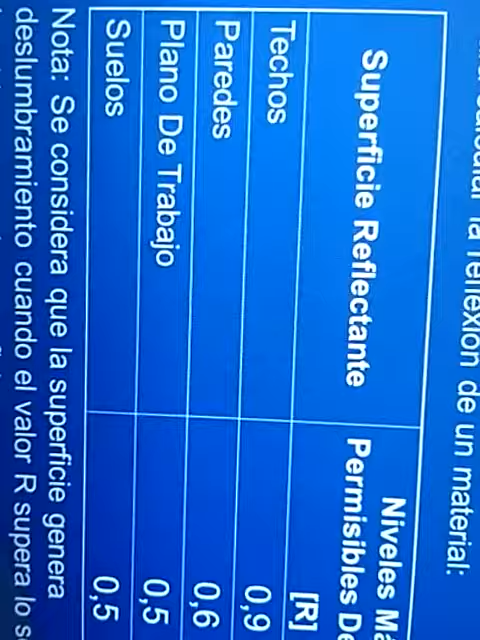 la reflexión de un material:
Superficie Reflectante
Niveles
Permisibles
[R]
Techos 0,9
Paredes 0,6
Plano De Trabajo 0,5
Suelos 0,5
Nota: Se considera que la superficie genera
deslumbramiento cuando el valor R supera lo